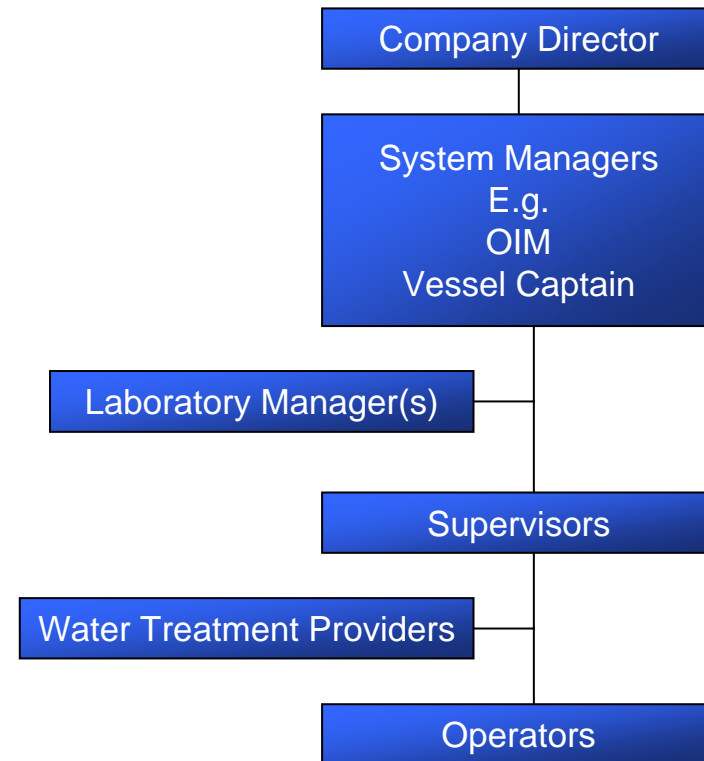 Company Director
System Managers
E.g.
OIM
Vessel Captain
Laboratory Manager(s)
Supervisors
Water Treatment Providers
Operators